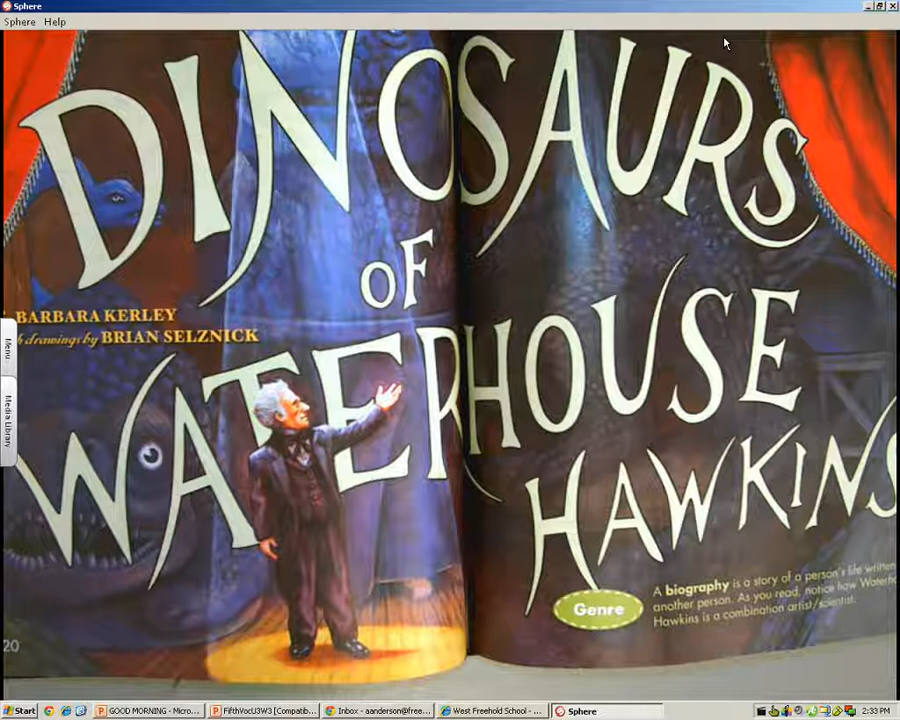 Sphere
Sphere Help
DINOSAURS
OF
WATERHOUSE
HAWKINS
BARBARA KERLEY
drawings by BRIAN SELZNICK
Menu
Media Library
Genre
A biography is a story of a person's life written
another person. As you read, notice how
Hawkins is a combination artist/scientist.
20
Start
GOOD MORNING - Micro...
FifthVocU3W3 [Compatib...
Inbox - aanderson@free...
West Freehold School - ...
Sphere
2:33 PM